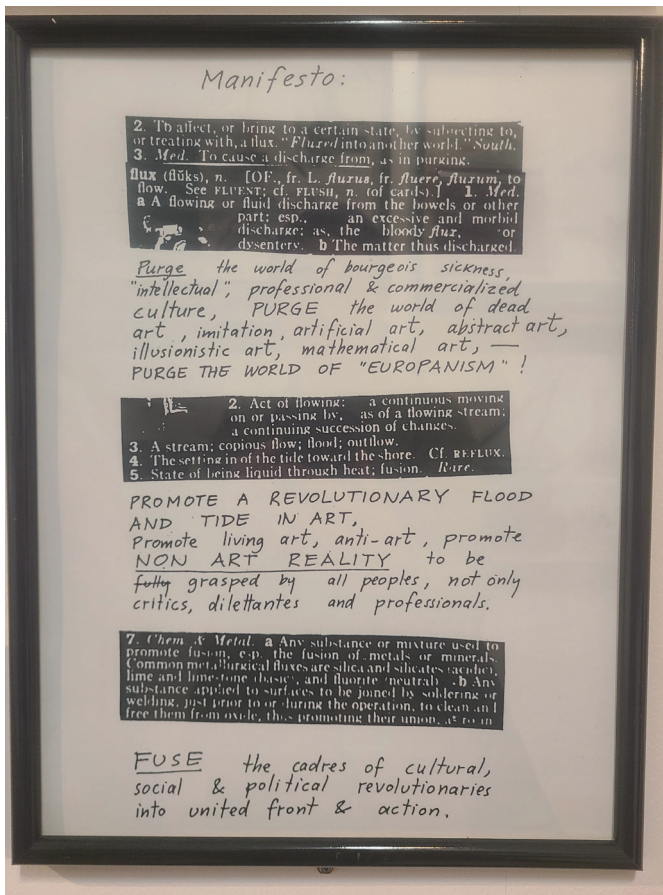 Manifesto:
2. To affect, or bring to a certain state, by subjecting to,
or treating with, a flux. "Fluxed into another world." South.
3. Med. To cause a discharge from, as in purging.
flux (flŭks), n. [OF., fr. L. fluxus, fr. fluere, fluxum, to
flow. See FLUENT; cf. FLUSH, n. (of cards).] 1. Med.
a A flowing or fluid discharge from the bowels or other
part; esp., an excessive and morbid
discharge; as, the bloody flux, or
dysentery. b The matter thus discharged.
Purge the world of bourgeois sickness,
"intellectual", professional & commercialized
culture, PURGE the world of dead
art, imitation, artificial art, abstract art,
illusionistic art, mathematical art, —
PURGE THE WORLD OF "EUROPANISM"!
2. Act of flowing: a continuous moving
on or passing by, as of a flowing stream;
a continuing succession of changes.
3. A stream; copious flow; flood; outflow.
4. The setting in of the tide toward the shore. Cf. REFLUX.
5. State of being liquid through heat; fusion. Rare.
PROMOTE A REVOLUTIONARY FLOOD
AND TIDE IN ART,
Promote living art, anti-art, promote
NON ART REALITY to be
fully grasped by all peoples, not only
critics, dilettantes and professionals.
7. Chem. & Metal. a Any substance or mixture used to
promote fusion, esp. the fusion of metals or minerals.
Common metallurgical fluxes are silica and silicates (acidic),
lime and limestone (basic), and fluorite (neutral). b Any
substance applied to surfaces to be joined by soldering or
welding, just prior to or during the operation, to clean and
free them from oxide, thus promoting their union, as rosin
FUSE the cadres of cultural,
social & political revolutionaries
into united front & action.